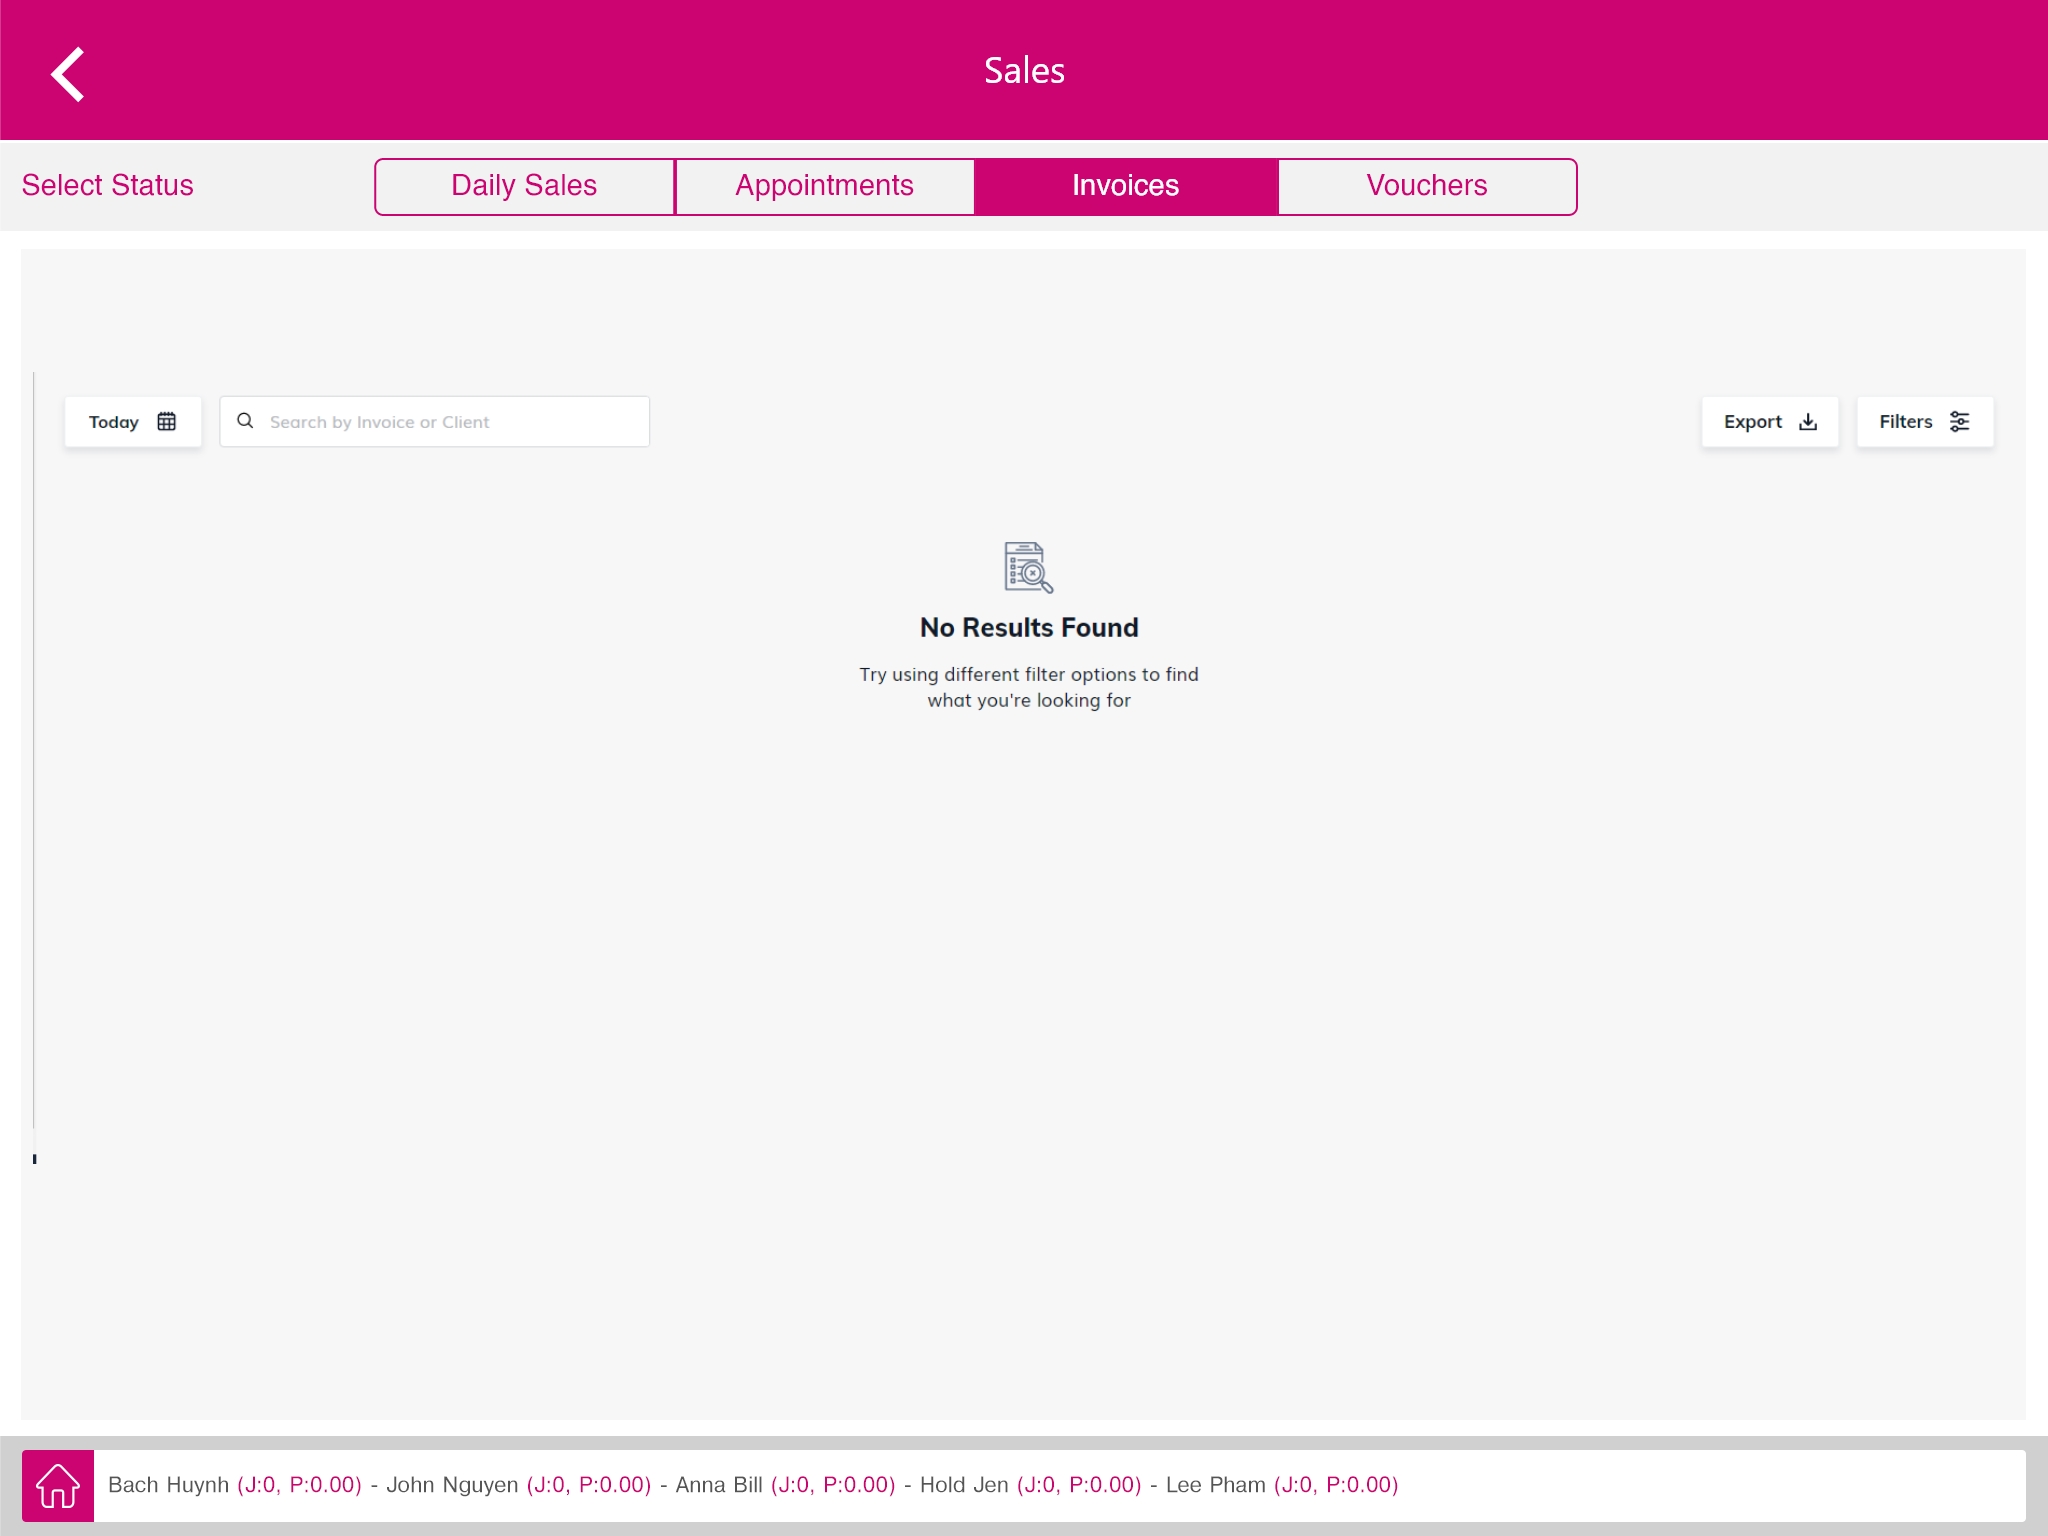 Sales
Select Status
Daily Sales
Appointments
Invoices
Vouchers
Today
Search by Invoice or Client
Export
Filters
No Results Found
Try using different filter options to find
what you're looking for
Bach Huynh (J:0, P:0.00) - John Nguyen (J:0, P:0.00) - Anna Bill (J:0, P:0.00) - Hold Jen (J:0, P:0.00) - Lee Pham (J:0, P:0.00)